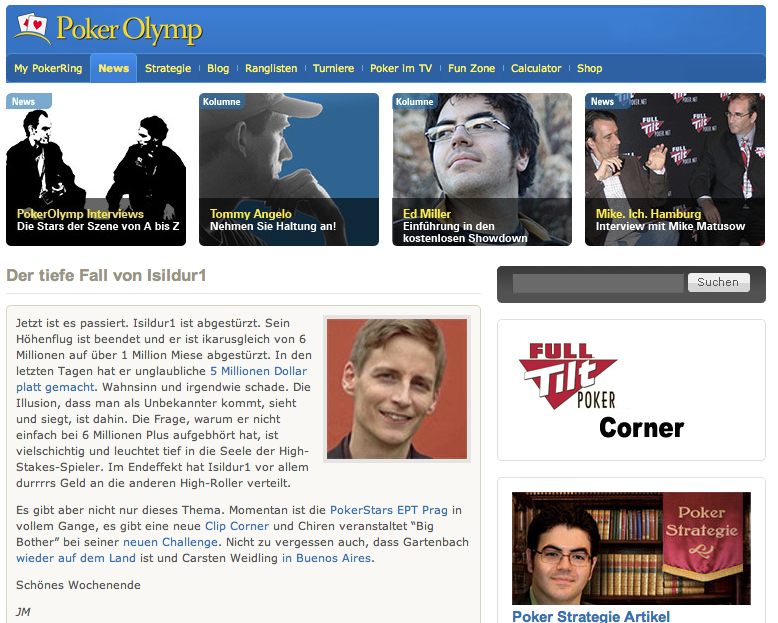 Poker Olymp
My PokerRing
News
Strategie
Blog
Ranglisten
Turniere
Poker im TV
Fun Zone
Calculator
Shop
News
PokerOlymp Interviews
Die Stars der Szene von A bis Z
Kolumne
Tommy Angelo
Nehmen Sie Haltung an!
Kolumne
Ed Miller
Einführung in den
kostenlosen Showdown
News
FULL
Tilt
POKER.NET
Mike. Ich. Hamburg
Interview mit Mike Matusow
Der tiefe Fall von Isildur1
Jetzt ist es passiert. Isildur1 ist abgestürzt. Sein
Höhenflug ist beendet und er ist ikarusgleich von 6
Millionen auf über 1 Million Miese abgestürzt. In den
letzten Tagen hat er unglaubliche 5 Millionen Dollar
platt gemacht. Wahnsinn und irgendwie schade. Die
Illusion, dass man als Unbekannter kommt, sieht
und siegt, ist dahin. Die Frage, warum er nicht
einfach bei 6 Millionen Plus aufgebhört hat, ist
vielschichtig und leuchtet tief in die Seele der High-
Stakes-Spieler. Im Endeffekt hat Isildur1 vor allem
durrrrs Geld an die anderen High-Roller verteilt.
Es gibt aber nicht nur dieses Thema. Momentan ist die PokerStars EPT Prag in
vollem Gange, es gibt eine neue Clip Corner und Chiren veranstaltet “Big
Bother” bei seiner neuen Challenge. Nicht zu vergessen auch, dass Gartenbach
wieder auf dem Land ist und Carsten Weidling in Buenos Aires.
Schönes Wochenende
JM
Suchen
FULL
Tilt
POKER
Corner
Poker
Strategie
Poker Strategie Artikel